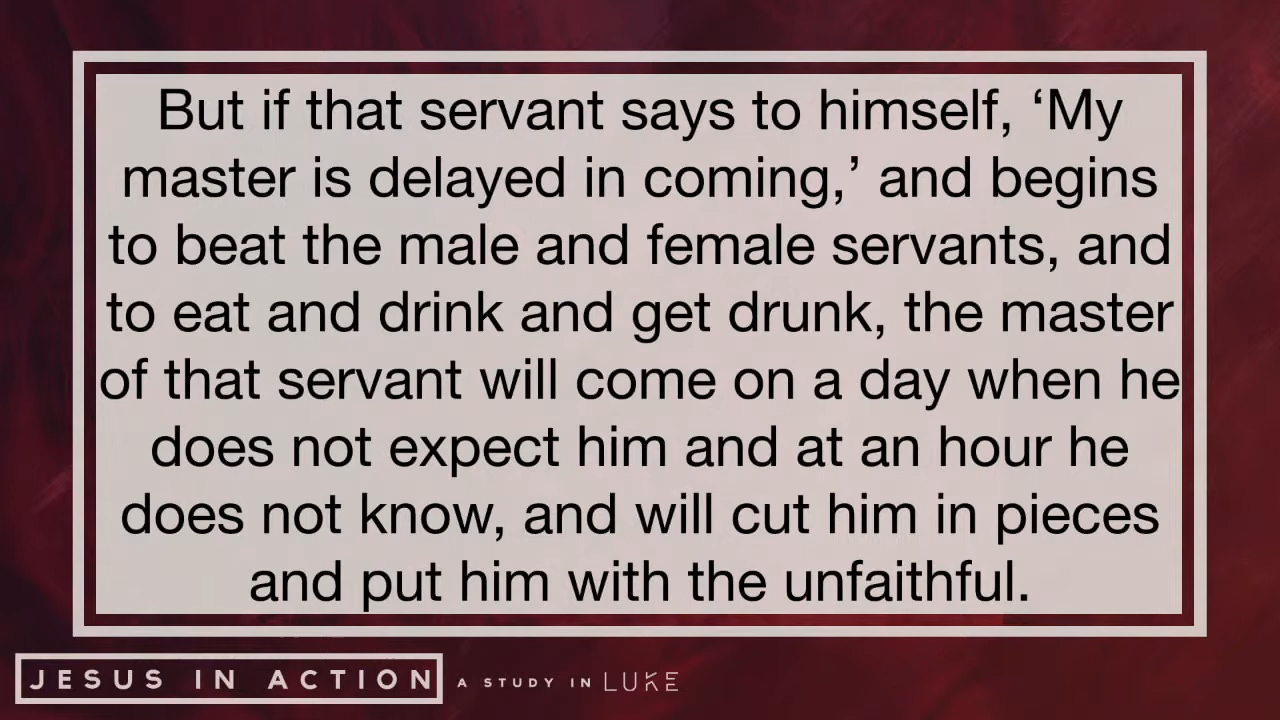 But if that servant says to himself, ‘My
master is delayed in coming,’ and begins
to beat the male and female servants, and
to eat and drink and get drunk, the master
of that servant will come on a day when he
does not expect him and at an hour he
does not know, and will cut him in pieces
and put him with the unfaithful.
JESUS IN ACTION A STUDY IN LUKE